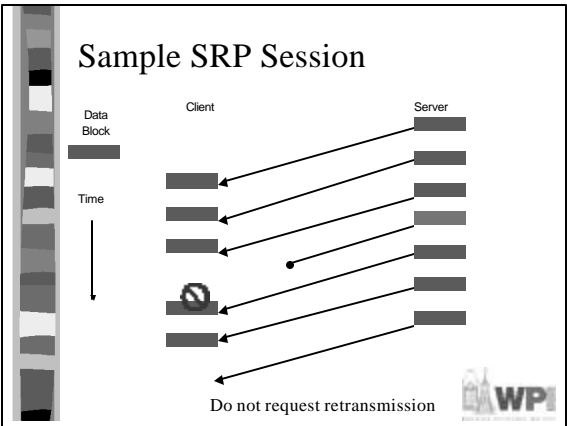 Sample SRP Session
Data
Block
Client
Server
Time
Do not request retransmission
WPI